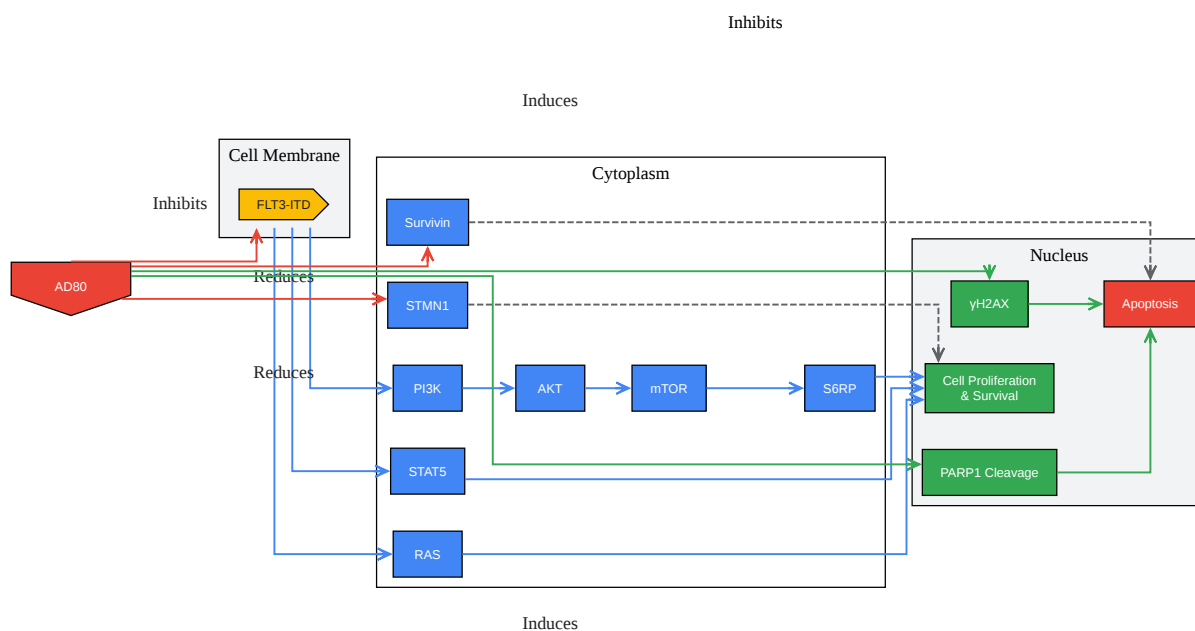 Inhibits
Induces
Cell Membrane
Cytoplasm
Inhibits
FLT3-ITD
Survivin
Nucleus
AD80
Reduces
STMN1
γH2AX
Apoptosis
Reduces
PI3K
AKT
mTOR
S6RP
Cell Proliferation
& Survival
STAT5
PARP1 Cleavage
RAS
Induces